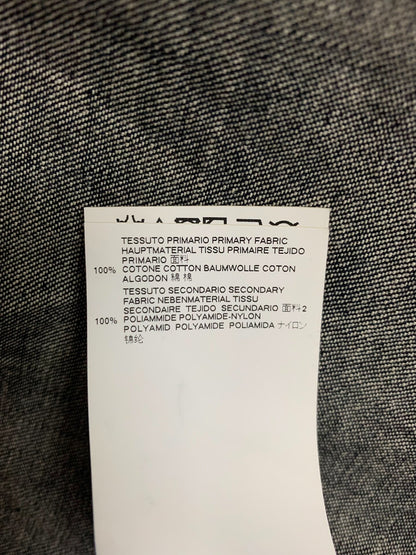 TESSUTO PRIMARIO PRIMARY FABRIC
HAUPTMATERIAL TISSU PRIMAIRE TEJIDO
PRIMARIO 面料
100% COTONE COTTON BAUMWOLLE COTON
ALGODON 綿 棉
TESSUTO SECONDARIO SECONDARY
FABRIC NEBENMATERIAL TISSU
SECONDAIRE TEJIDO SECUNDARIO 面料2
100% POLIAMMIDE POLYAMIDE-NYLON
POLYAMID POLYAMIDE POLIAMIDA ナイロン
锦纶